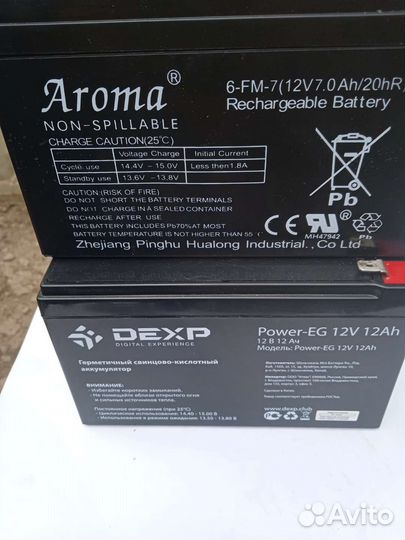 Aroma®
6-FM-7(12V7.0Ah/20hR)
Rechargeable Battery
NON-SPILLABLE
CHARGE CAUTION(25℃)
Voltage Charge Initial Current
Cycle use 14.4V - 15.0V Less then1.8A
Standby use 13.6V -13.8V
CAUTION (RISK OF FIRE)
DO NOT SHORT THE BATTERY TERMINALS
DO NOT CHARGE IN A SEALED CONTAINER
RECHARGE AFTER USE
THIS BATTERY INCLUDES Pb70%AT MOST BUT
BATTERY TEMPERATURE IS NOT HIGHER THAN 55
Pb
CE
MH47942
Pb
Zhejiang Pinghu Hualong Industrial.,Co Ltd
DEXP
DIGITAL EXPERIENCE
Power-EG 12V 12Ah
12 В 12 Ач
Модель: Power-EG 12V 12Ah
Герметичный свинцово-кислотный
аккумулятор
ВНИМАНИЕ:
- Избегайте коротких замыканий.
- Не помещайте вблизи открытого огня
и сильных источников тепла.
Постоянное напряжение (при 25°C)
- Циклическое использование: 14.40 - 15.00 В
- Использование в режиме ожидания: 13.50 - 13.80 В
dexp.club
Avito